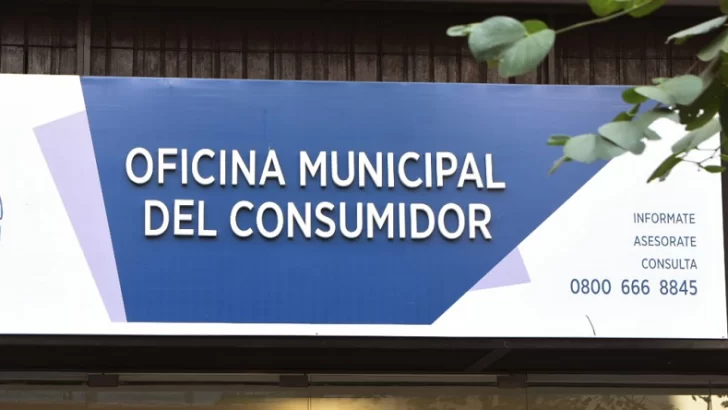 OFICINA MUNICIPAL
DEL CONSUMIDOR
INFORMATE
ASESORATE
CONSULTA
0800 666 8845